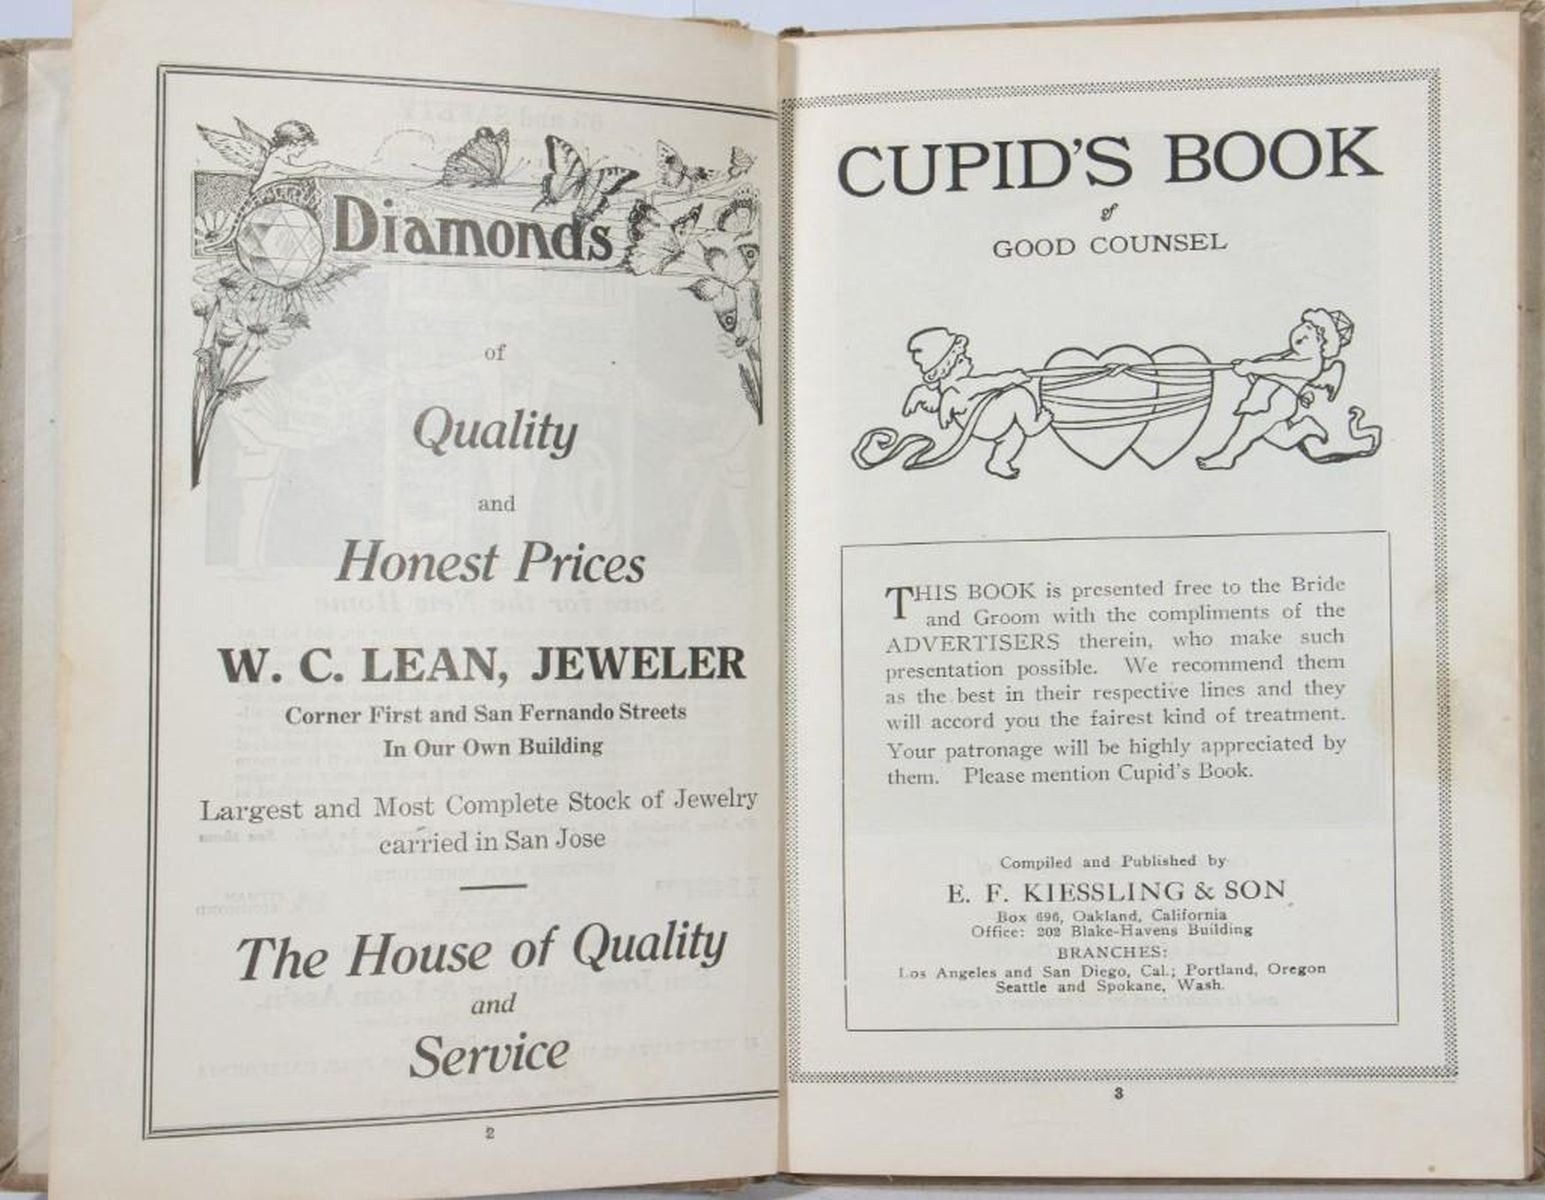 Diamonds
of
Quality
and
Honest Prices
W. C. LEAN, JEWELER
Corner First and San Fernando Streets
In Our Own Building
Largest and Most Complete Stock of Jewelry
carried in San Jose
The House of Quality
and
Service
2
CUPID'S BOOK
of
GOOD COUNSEL
THIS BOOK is presented free to the Bride
and Groom with the compliments of the
ADVERTISERS therein, who make such
presentation possible. We recommend them
as the best in their respective lines and they
will accord you the fairest kind of treatment.
Your patronage will be highly appreciated by
them. Please mention Cupid's Book.
Compiled and Published by
E. F. KIESSLING & SON
Box 696, Oakland, California
Office: 202 Blake-Havens Building
BRANCHES:
Los Angeles and San Diego, Cal.; Portland, Oregon
Seattle and Spokane, Wash.
3